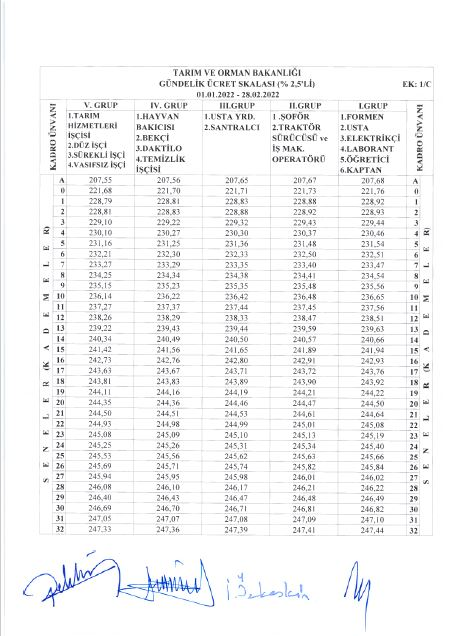 TARIM VE ORMAN BAKANLIĞI
GÜNDELİK ÜCRET SKALASI (% 2,5'Lİ) EK: 1/C
01.01.2022 - 28.02.2022
KADRO ÜNVANI
V. GRUP
1.TARIM
HİZMETLERİ
İŞÇİSİ
2.DÜZ İŞÇİ
3.SÜREKLİ İŞÇİ
4.VASIFSIZ İŞÇİ
IV. GRUP
1.HAYVAN
BAKICISI
2.BEKÇİ
3.DAKTİLO
4.TEMİZLİK
İŞÇİSİ
III.GRUP
1.USTA YRD.
2.SANTRALCI
II.GRUP
1 .ŞOFÖR
2.TRAKTÖR
SÜRÜCÜSÜ ve
İŞ MAK.
OPERATÖRÜ
I.GRUP
1.FORMEN
2.USTA
3.ELEKTRİKÇİ
4.LABORANT
5.ÖĞRETİCİ
6.KAPTAN
KADRO ÜNVANI
S E N E L E R (K A D E M E L E R)
A 207,55 207,56 207,65 207,67 207,68 A
0 221,68 221,70 221,71 221,73 221,76 0
1 228,79 228,81 228,83 228,88 228,92 1
2 228,81 228,83 228,88 228,92 228,93 2
3 229,10 229,22 229,32 229,43 229,44 3
4 230,10 230,27 230,30 230,37 230,46 4
5 231,16 231,25 231,36 231,48 231,54 5
6 232,21 232,30 232,33 232,50 232,51 6
7 233,27 233,29 233,35 233,40 233,47 7
8 234,25 234,34 234,38 234,41 234,54 8
9 235,15 235,23 235,35 235,48 235,56 9
10 236,14 236,22 236,42 236,48 236,65 10
11 237,27 237,37 237,44 237,45 237,56 11
12 238,26 238,29 238,33 238,47 238,51 12
13 239,22 239,43 239,44 239,59 239,63 13
14 240,34 240,49 240,50 240,57 240,66 14
15 241,42 241,56 241,65 241,89 241,94 15
16 242,73 242,76 242,80 242,91 242,93 16
17 243,63 243,67 243,71 243,72 243,76 17
18 243,81 243,83 243,87 243,90 243,92 18
19 244,11 244,16 244,19 244,21 244,22 19
20 244,35 244,36 244,46 244,47 244,50 20
21 244,50 244,51 244,53 244,61 244,64 21
22 244,93 244,98 244,99 245,01 245,08 22
23 245,08 245,09 245,10 245,13 245,19 23
24 245,25 245,26 245,31 245,34 245,40 24
25 245,53 245,56 245,62 245,63 245,66 25
26 245,69 245,71 245,74 245,82 245,84 26
27 245,94 245,95 245,98 246,01 246,02 27
28 246,08 246,10 246,17 246,21 246,22 28
29 246,40 246,43 246,47 246,48 246,49 29
30 246,69 246,70 246,71 246,81 246,82 30
31 247,05 247,07 247,08 247,09 247,10 31
32 247,33 247,36 247,39 247,41 247,44 32
S E N E L E R (K A D E M E L E R)